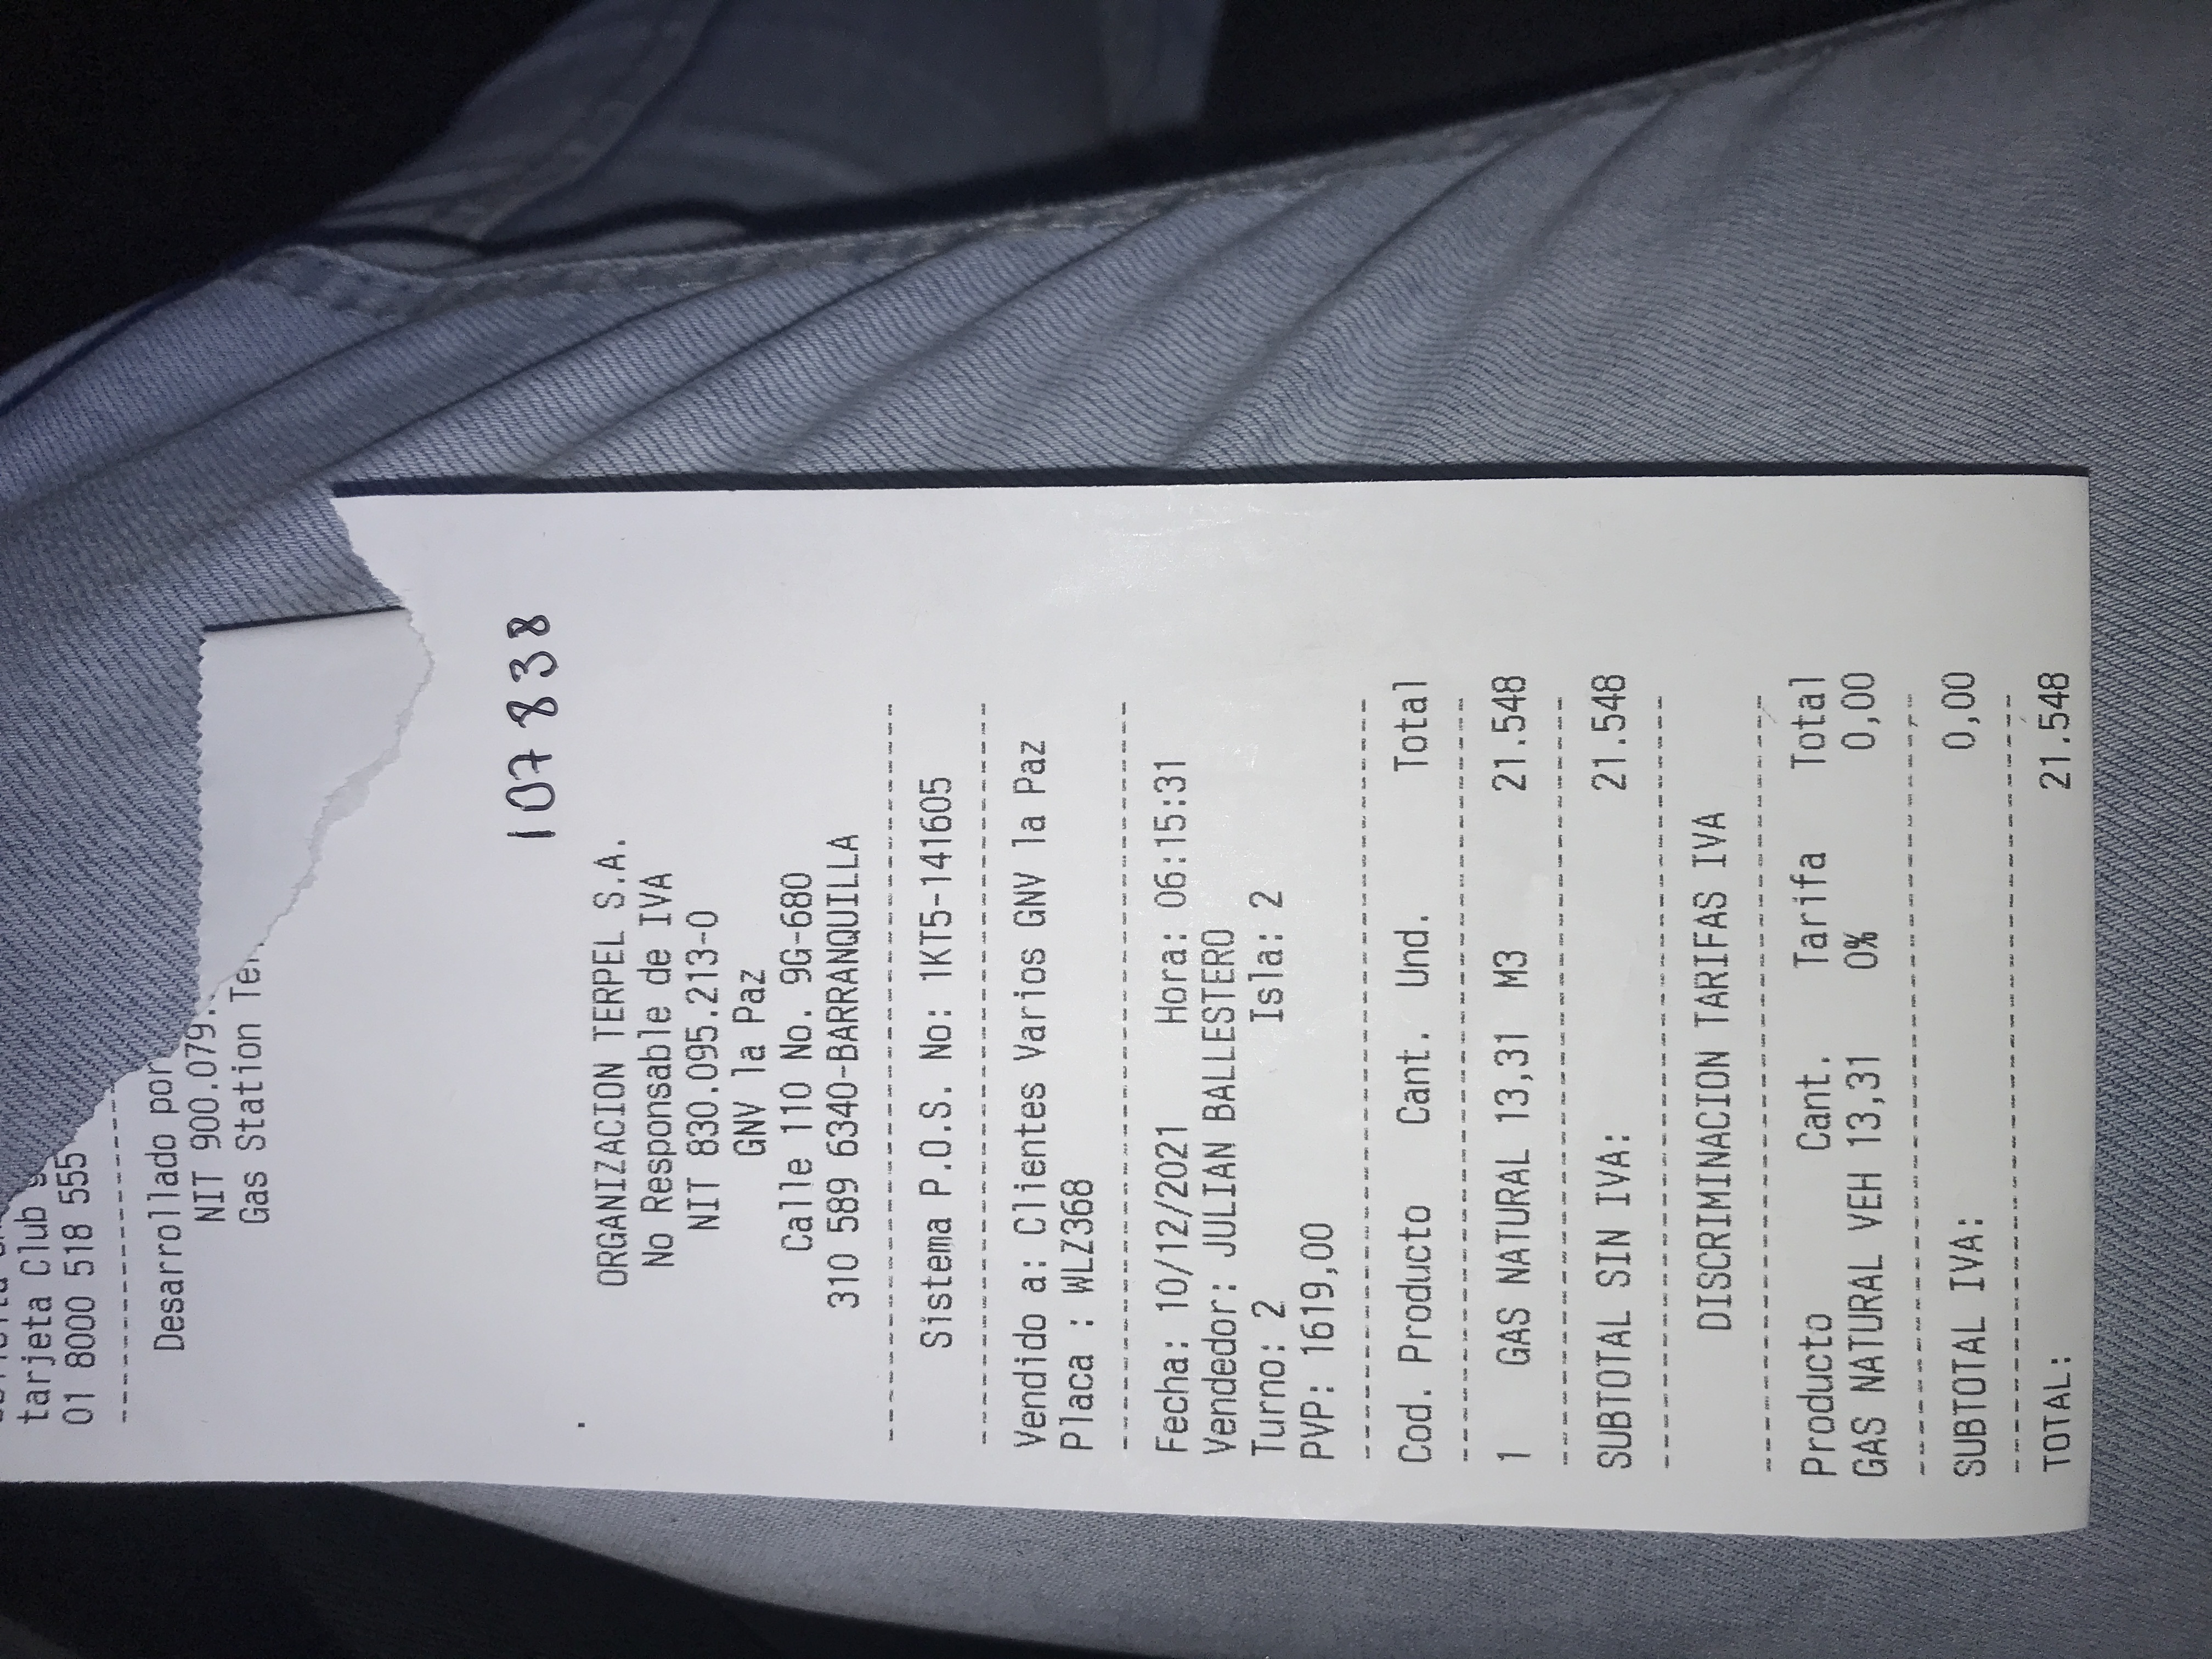 tarjeta Club
01 8000 518 555
--------------------
Desarrollado por
NIT 900.079.
Gas Station
107838
ORGANIZACION TERPEL S.A.
No Responsable de IVA
NIT 830.095.213-0
GNV la Paz
Calle 110 No. 9G-680
310 589 6340-BARRANQUILLA
----------------------------------------
Sistema P.O.S. No: 1KT5-141605
----------------------------------------
Vendido a: Clientes Varios GNV la Paz
Placa : WLZ368
----------------------------------------
Fecha: 10/12/2021 Hora: 06:15:31
Vendedor: JULIAN BALLESTERO
Turno: 2 Isla: 2
PVP: 1619,00
----------------------------------------
Cod. Producto Cant. Und. Total
----------------------------------------
1 GAS NATURAL 13,31 M3 21.548
----------------------------------------
SUBTOTAL SIN IVA: 21.548
----------------------------------------
DISCRIMINACION TARIFAS IVA
----------------------------------------
Producto Cant. Tarifa Total
GAS NATURAL VEH 13,31 0% 0,00
----------------------------------------
SUBTOTAL IVA: 0,00
----------------------------------------
TOTAL: 21.548